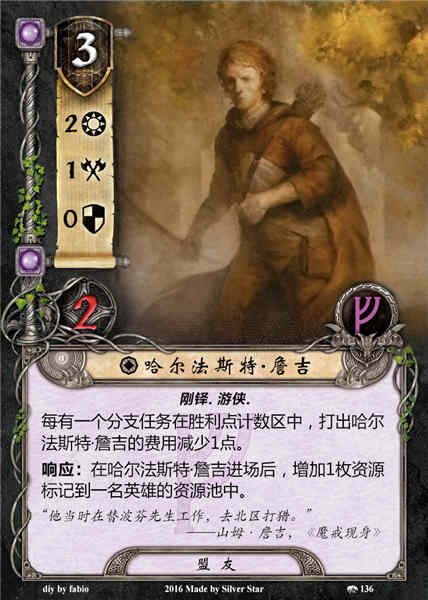 3
2
1
0
2
哈尔法斯特·詹吉
刚铎. 游侠.
每有一个分支任务在胜利点计数区中，打出哈尔
法斯特·詹吉的费用减少1点。
响应：在哈尔法斯特·詹吉进场后，增加1枚资源
标记到一名英雄的资源池中。
“他当时在替波芬先生工作，去北区打猎。”
——山姆·詹吉，《魔戒现身》
盟友
diy by fabio 2016 Made by Silver Star 136